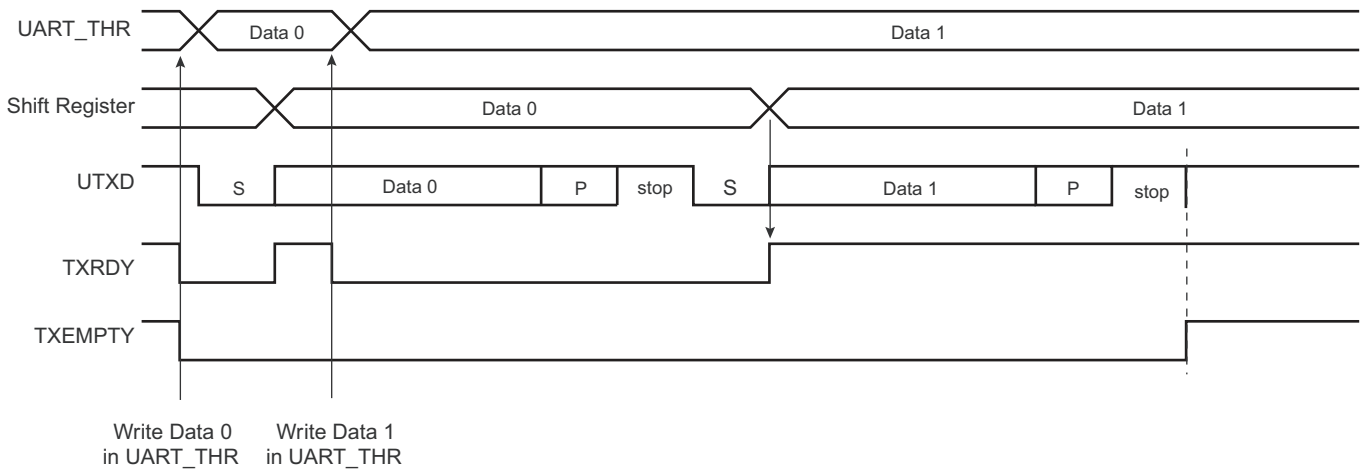 UART_THR
Data 0
Data 1
Shift Register
Data 0
Data 1
UTXD
S
Data 0
P
stop
S
Data 1
P
stop
TXRDY
TXEMPTY
Write Data 0
in UART_THR
Write Data 1
in UART_THR